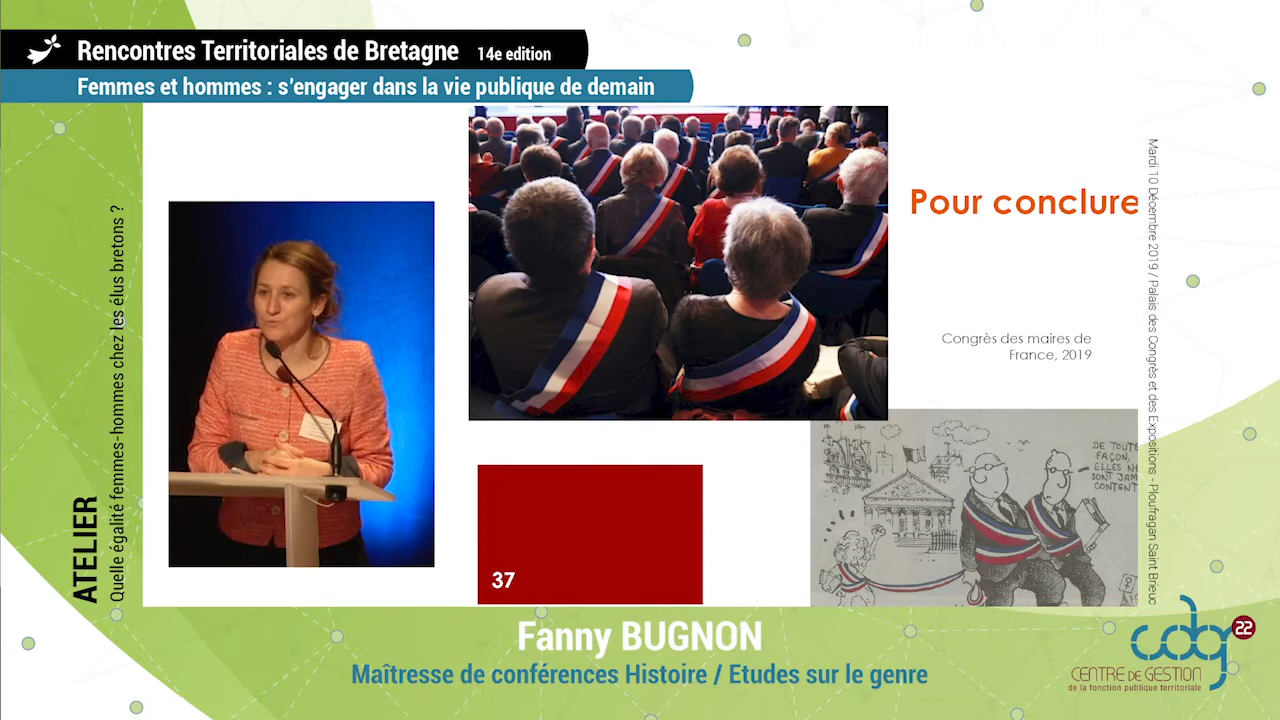 Rencontres Territoriales de Bretagne 14e edition
Femmes et hommes : s'engager dans la vie publique de demain
ATELIER
Quelle égalité femmes-hommes chez les élus bretons ?
Pour conclure
Congrès des maires de
France, 2019
DE TOUTE
FAÇON,
ELLES NE
SONT JAM
CONTENT
37
Mardi 10 Décembre 2019 / Palais des Congrès et des Expositions - Ploufragan Saint Brieuc
Fanny BUGNON
Maîtresse de conférences Histoire / Etudes sur le genre
cdg 22
CENTRE DE GESTION
de la fonction publique territoriale